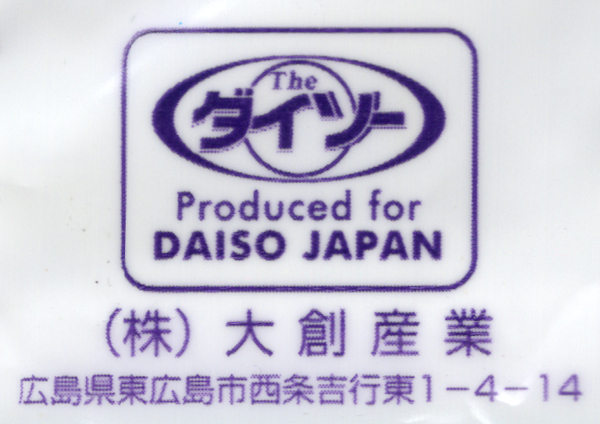 The
ダイソー
Produced for
DAISO JAPAN
(株)大創産業
広島県東広島市西条吉行東1-4-14